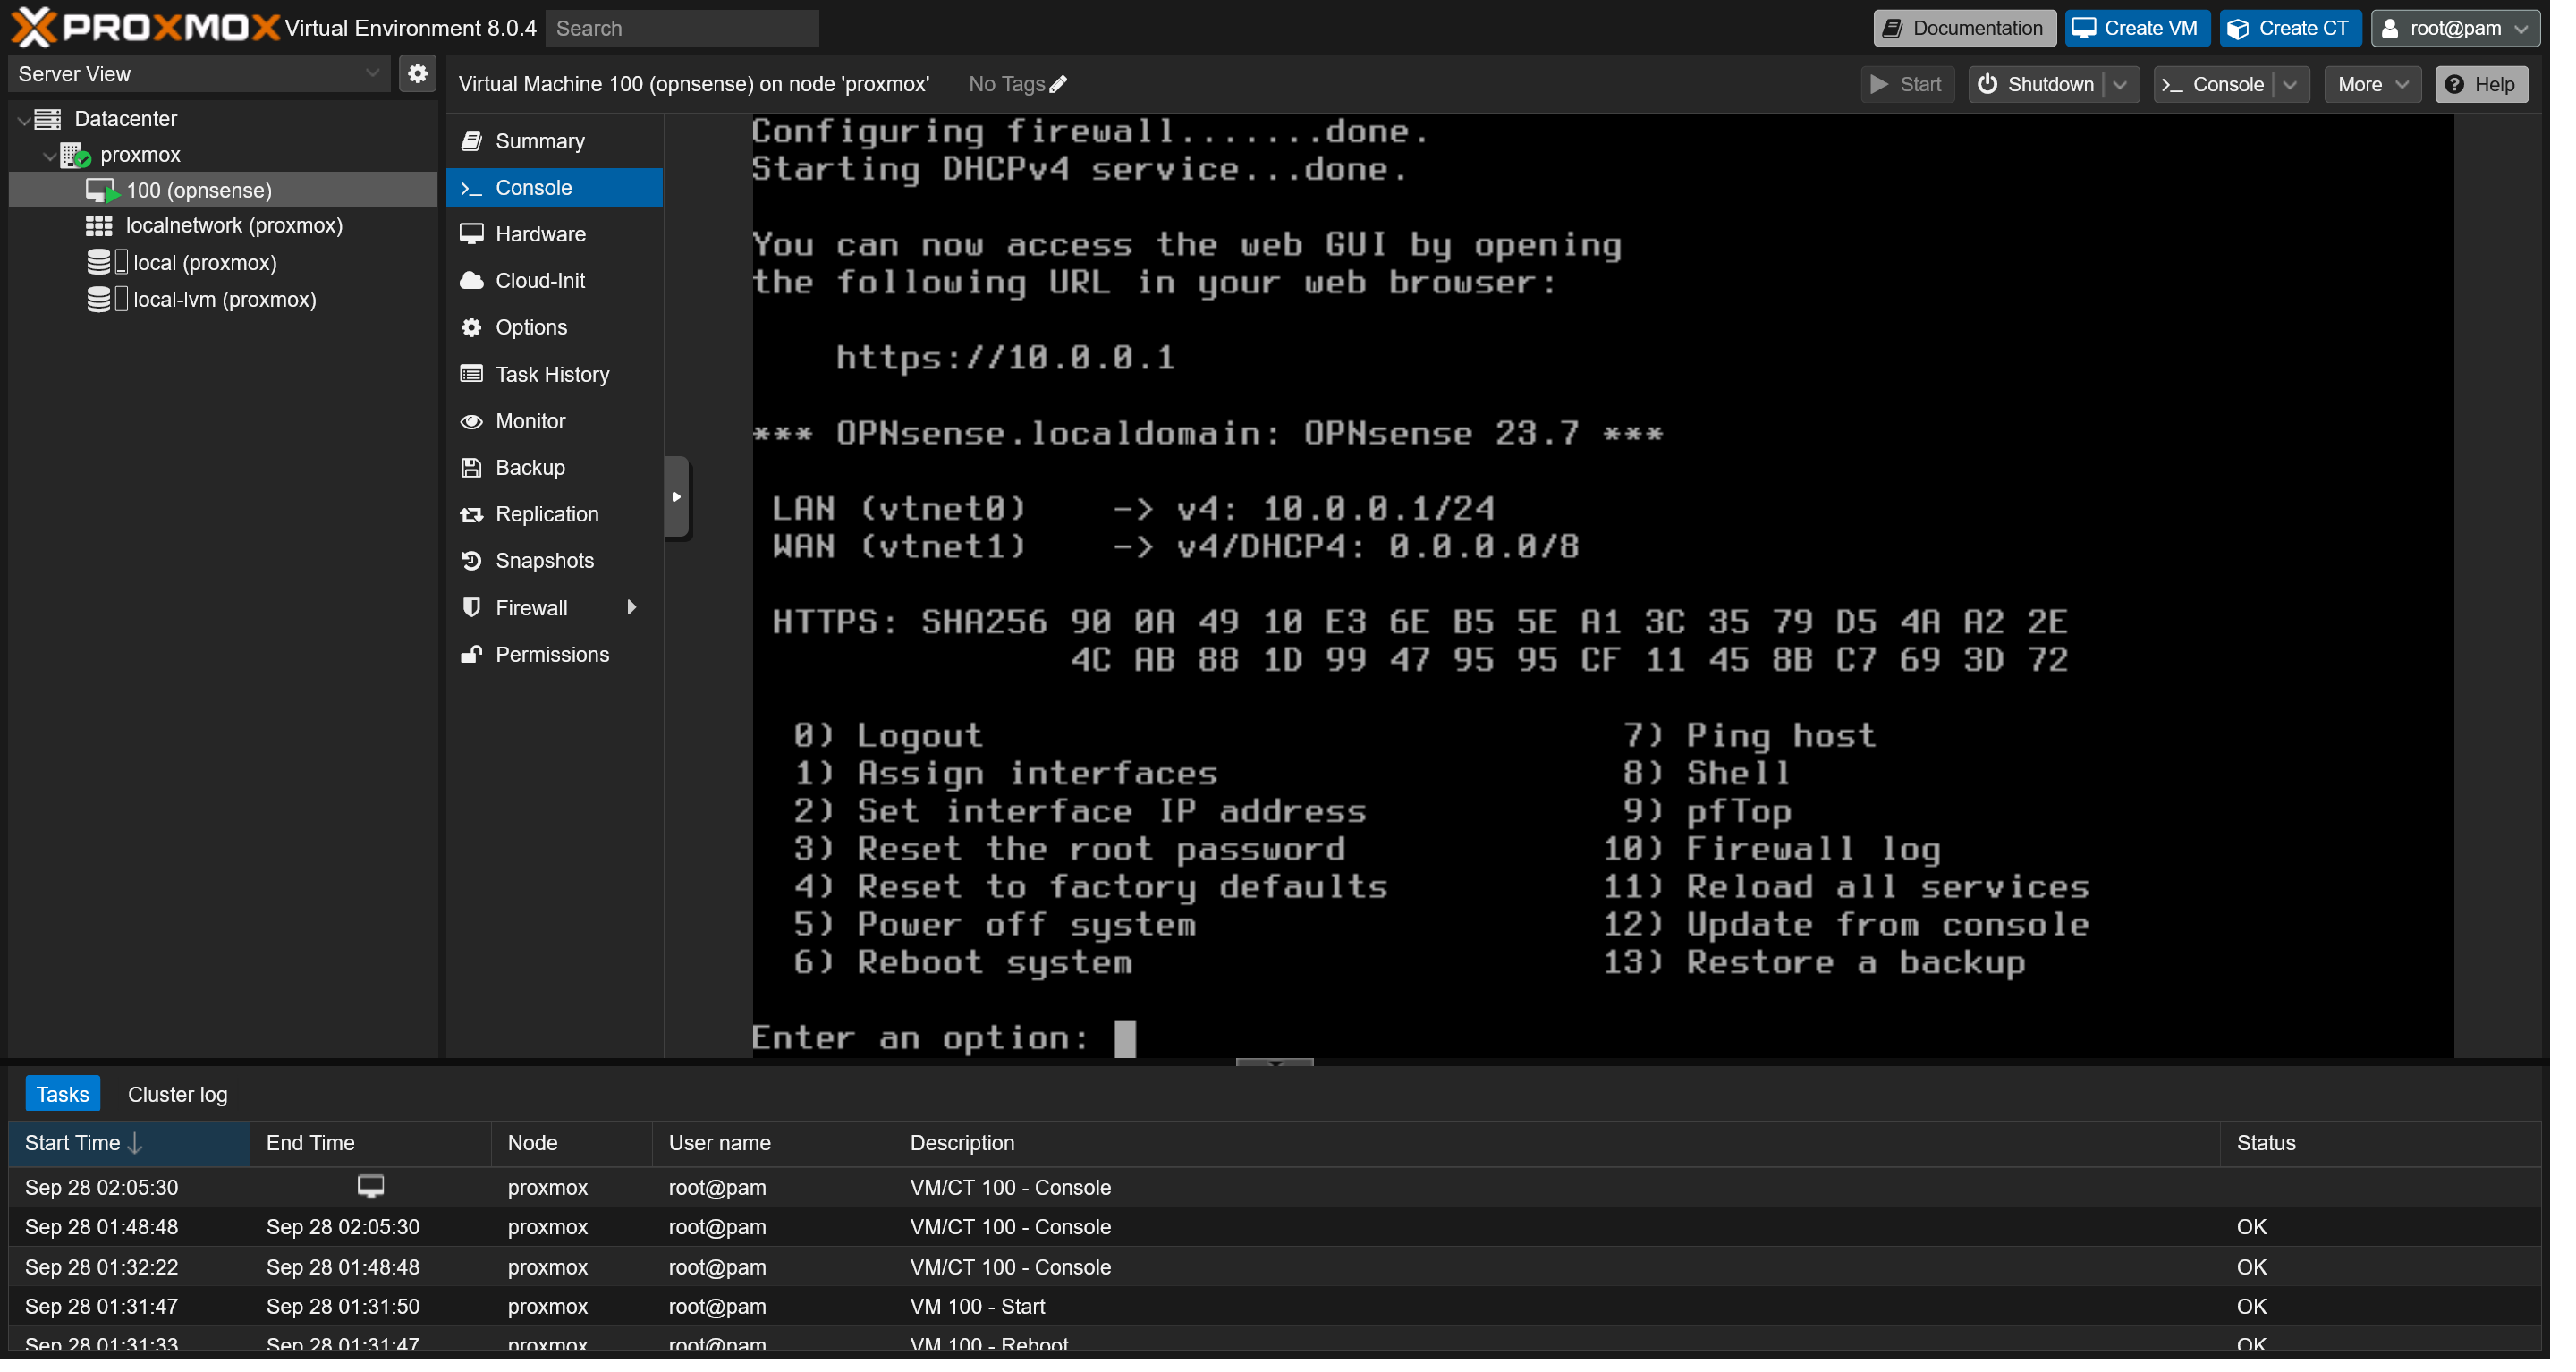 PROXMOX Virtual Environment 8.0.4 Search Documentation Create VM Create CT root@pam
Server View
Datacenter
proxmox
100 (opnsense)
localnetwork (proxmox)
local (proxmox)
local-lvm (proxmox)
Virtual Machine 100 (opnsense) on node 'proxmox' No Tags Start Shutdown Console More Help
Summary
Console
Hardware
Cloud-Init
Options
Task History
Monitor
Backup
Replication
Snapshots
Firewall
Permissions
Configuring firewall.......done.
Starting DHCPv4 service...done.
You can now access the web GUI by opening
the following URL in your web browser:
https://10.0.0.1
*** OPNsense.localdomain: OPNsense 23.7 ***
LAN (vtnet0) -> v4: 10.0.0.1/24
WAN (vtnet1) -> v4/DHCP4: 0.0.0.0/8
HTTPS: SHA256 90 0A 49 10 E3 6E B5 5E A1 3C 35 79 D5 4A A2 2E
4C AB 88 1D 99 47 95 95 CF 11 45 8B C7 69 3D 72
0) Logout 7) Ping host
1) Assign interfaces 8) Shell
2) Set interface IP address 9) pfTop
3) Reset the root password 10) Firewall log
4) Reset to factory defaults 11) Reload all services
5) Power off system 12) Update from console
6) Reboot system 13) Restore a backup
Enter an option:
Tasks Cluster log
Start Time End Time Node User name Description Status
Sep 28 02:05:30 proxmox root@pam VM/CT 100 - Console
Sep 28 01:48:48 Sep 28 02:05:30 proxmox root@pam VM/CT 100 - Console OK
Sep 28 01:32:22 Sep 28 01:48:48 proxmox root@pam VM/CT 100 - Console OK
Sep 28 01:31:47 Sep 28 01:31:50 proxmox root@pam VM 100 - Start OK
Sep 28 01:31:33 Sep 28 01:31:47 proxmox root@pam VM 100 - Reboot OK